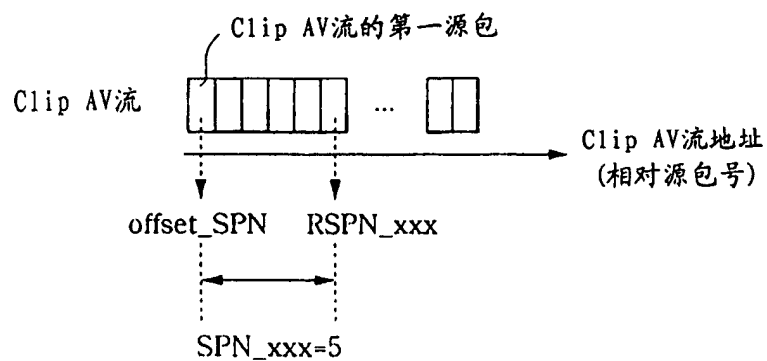 Clip AV流的第一源包
Clip AV流
...
Clip AV流地址
(相对源包号)
offset_SPN RSPN_xxx
SPN_xxx=5